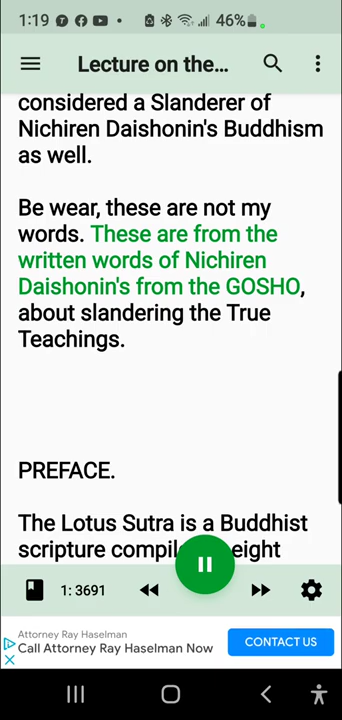 1:19
46%
Lecture on the...
considered a Slanderer of
Nichiren Daishonin's Buddhism
as well.
Be wear, these are not my
words. These are from the
written words of Nichiren
Daishonin's from the GOSHO,
about slandering the True
Teachings.
PREFACE.
The Lotus Sutra is a Buddhist
scripture compil eight
1: 3691
Attorney Ray Haselman
Call Attorney Ray Haselman Now
CONTACT US